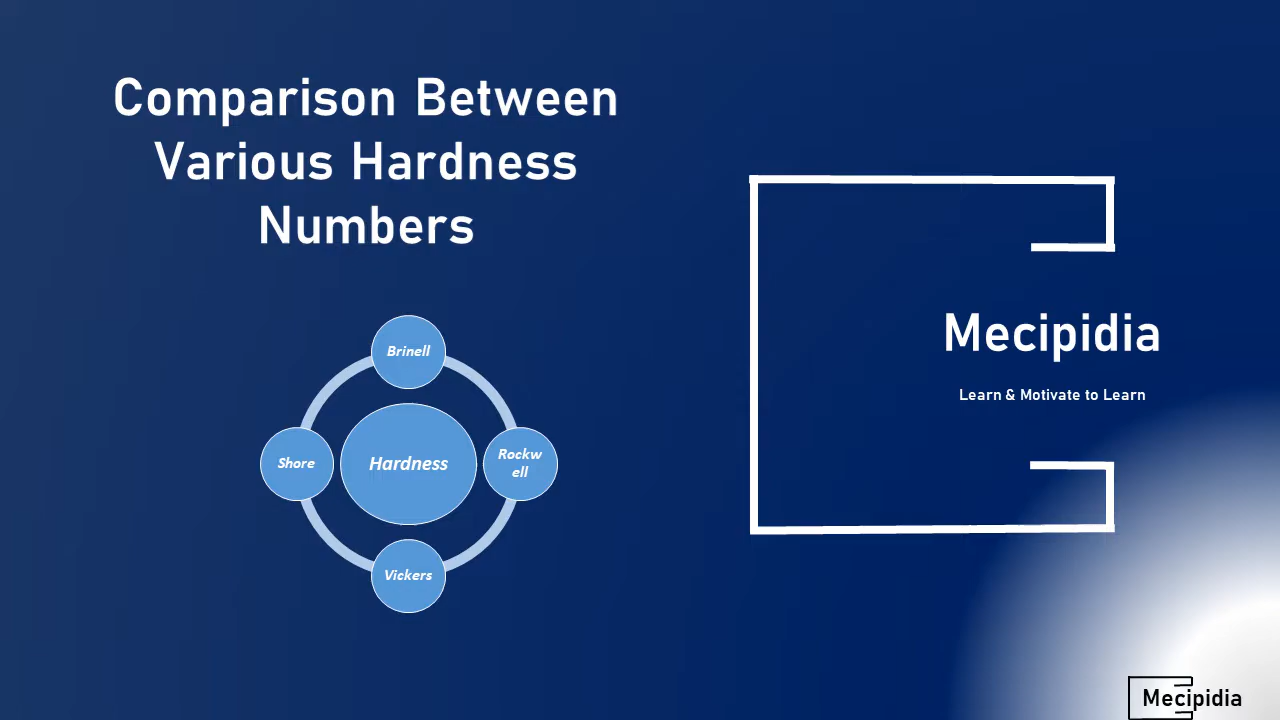 Comparison Between
Various Hardness
Numbers
Brinell
Shore
Hardness
Rockw
ell
Vickers
Mecipidia
Learn & Motivate to Learn
Mecipidia